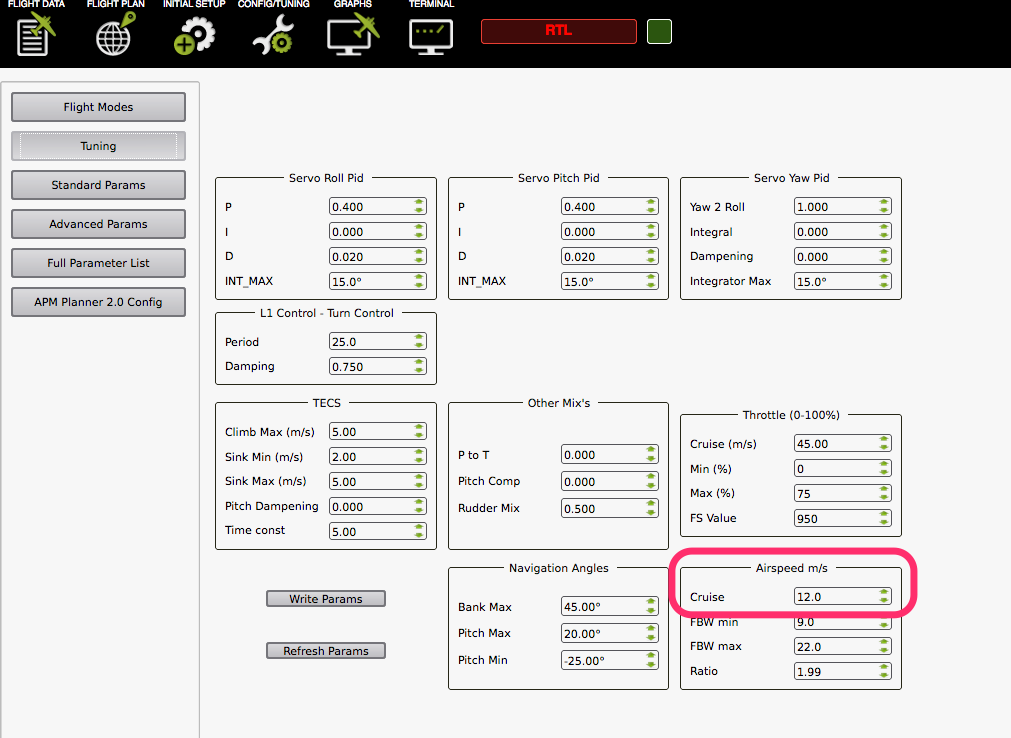 FLIGHT DATA FLIGHT PLAN INITIAL SETUP CONFIG/TUNING GRAPHS TERMINAL
RTL
Flight Modes
Tuning
Standard Params
Advanced Params
Full Parameter List
APM Planner 2.0 Config
Servo Roll Pid
P 0.400
I 0.000
D 0.020
INT_MAX 15.0°
Servo Pitch Pid
P 0.400
I 0.000
D 0.020
INT_MAX 15.0°
Servo Yaw Pid
Yaw 2 Roll 1.000
Integral 0.000
Dampening 0.000
Integrator Max 15.0°
L1 Control - Turn Control
Period 25.0
Damping 0.750
TECS
Climb Max (m/s) 5.00
Sink Min (m/s) 2.00
Sink Max (m/s) 5.00
Pitch Dampening 0.000
Time const 5.00
Other Mix's
P to T 0.000
Pitch Comp 0.000
Rudder Mix 0.500
Throttle (0-100%)
Cruise (m/s) 45.00
Min (%) 0
Max (%) 75
FS Value 950
Write Params
Refresh Params
Navigation Angles
Bank Max 45.00°
Pitch Max 20.00°
Pitch Min -25.00°
Airspeed m/s
Cruise 12.0
FBW min 9.0
FBW max 22.0
Ratio 1.99